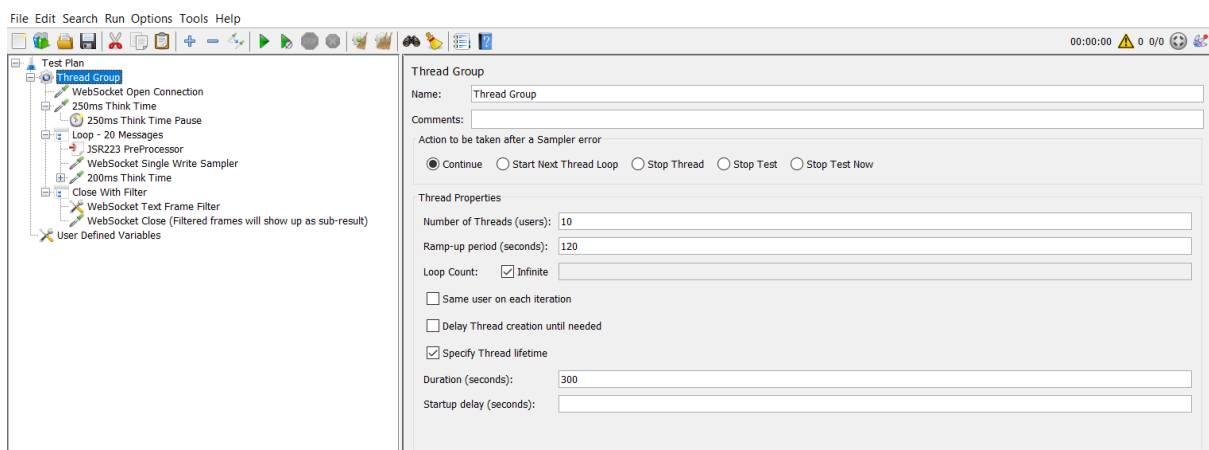 File Edit Search Run Options Tools Help
00:00:00 0 0/0
Test Plan
Thread Group
WebSocket Open Connection
250ms Think Time
250ms Think Time Pause
Loop - 20 Messages
JSR223 PreProcessor
WebSocket Single Write Sampler
200ms Think Time
Close With Filter
WebSocket Text Frame Filter
WebSocket Close (Filtered frames will show up as sub-result)
User Defined Variables
Thread Group
Name: Thread Group
Comments:
Action to be taken after a Sampler error
Continue Start Next Thread Loop Stop Thread Stop Test Stop Test Now
Thread Properties
Number of Threads (users): 10
Ramp-up period (seconds): 120
Loop Count: Infinite
Same user on each iteration
Delay Thread creation until needed
Specify Thread lifetime
Duration (seconds): 300
Startup delay (seconds):